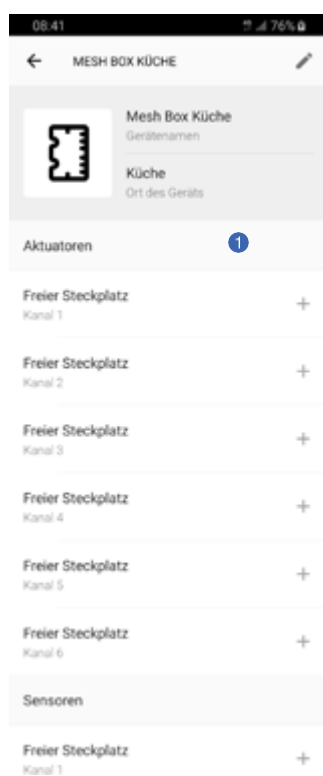 08:41 76%
MESH BOX KÜCHE
Mesh Box Küche
Gerätenamen
Küche
Ort des Geräts
Aktuatoren 1
Freier Steckplatz
Kanal 1
Freier Steckplatz
Kanal 2
Freier Steckplatz
Kanal 3
Freier Steckplatz
Kanal 4
Freier Steckplatz
Kanal 5
Freier Steckplatz
Kanal 6
Sensoren
Freier Steckplatz
Kanal 1